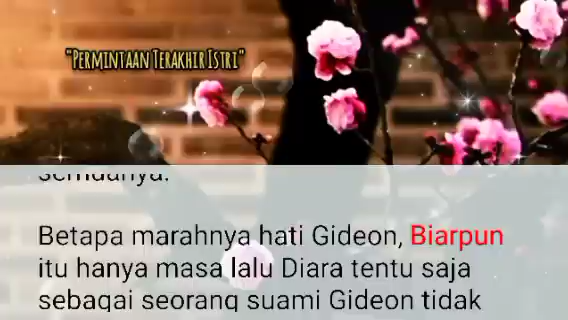 "Permintaan Terakhir Istri"
Betapa marahnya hati Gideon, Biarpun
itu hanya masa lalu Diara tentu saja
sebagai seorang suami Gideon tidak